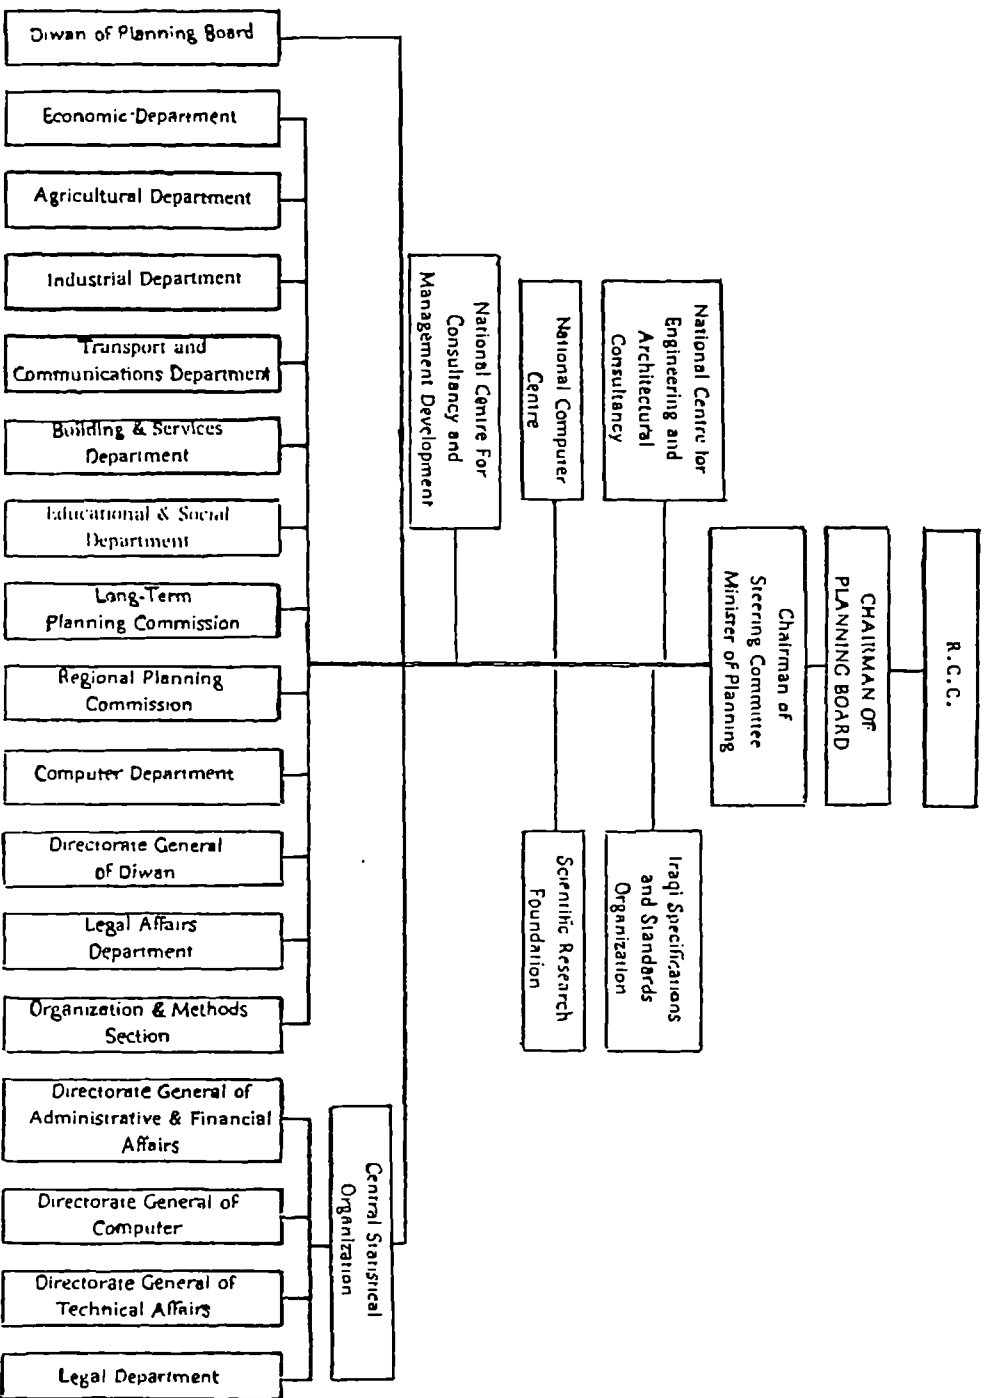 R.C.C.
CHAIRMAN OF
PLANNING BOARD
Chairman of
Steering Committee
Minister of Planning
National Centre for
Engineering and
Architectural
Consultancy
Iraqi Specifications
and Standards
Organization
National Computer
Centre
Scientific Research
Foundation
National Centre For
Consultancy and
Management Development
Central Statistical
Organization
Diwan of Planning Board
Economic Department
Agricultural Department
Industrial Department
Transport and
Communications Department
Building & Services
Department
Educational & Social
Department
Long-Term
Planning Commission
Regional Planning
Commission
Computer Department
Directorate General
of Diwan
Legal Affairs
Department
Organization & Methods
Section
Directorate General of
Administrative & Financial
Affairs
Directorate General of
Computer
Directorate General of
Technical Affairs
Legal Department